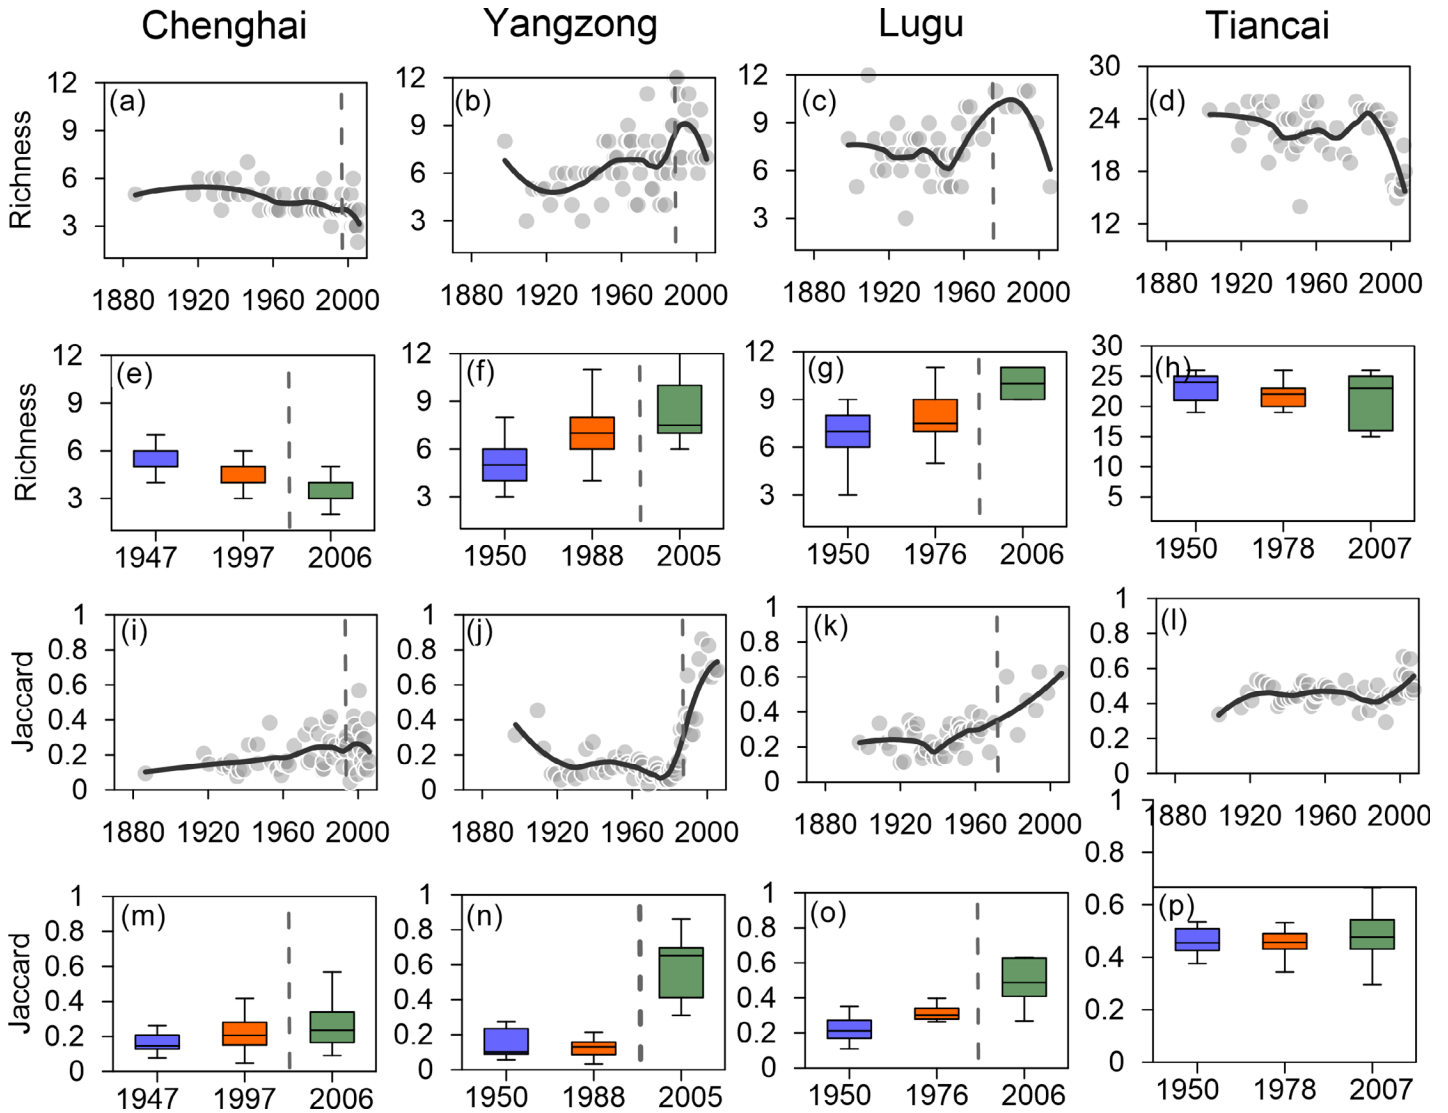 Chenghai Yangzong Lugu Tiancai
Richness
12 9 6 3
(a)
1880 1920 1960 2000
12 9 6 3
(b)
1880 1920 1960 2000
12 9 6 3
(c)
1880 1920 1960 2000
30 24 18 12
(d)
1880 1920 1960 2000
Richness
12 9 6 3
(e)
1947 1997 2006
12 9 6 3
(f)
1950 1988 2005
12 9 6 3
(g)
1950 1976 2006
30 25 20 15 10 5
(h)
1950 1978 2007
Jaccard
1 0.8 0.6 0.4 0.2 0
(i)
1880 1920 1960 2000
1 0.8 0.6 0.4 0.2 0
(j)
1880 1920 1960 2000
1 0.8 0.6 0.4 0.2 0
(k)
1880 1920 1960 2000
1 0.8 0.6 0.4 0.2 0
(l)
1880 1920 1960 2000
Jaccard
1 0.8 0.6 0.4 0.2 0
(m)
1947 1997 2006
1 0.8 0.6 0.4 0.2 0
(n)
1950 1988 2005
1 0.8 0.6 0.4 0.2 0
(o)
1950 1976 2006
1 0.8 0.6 0.4 0.2 0
(p)
1950 1978 2007